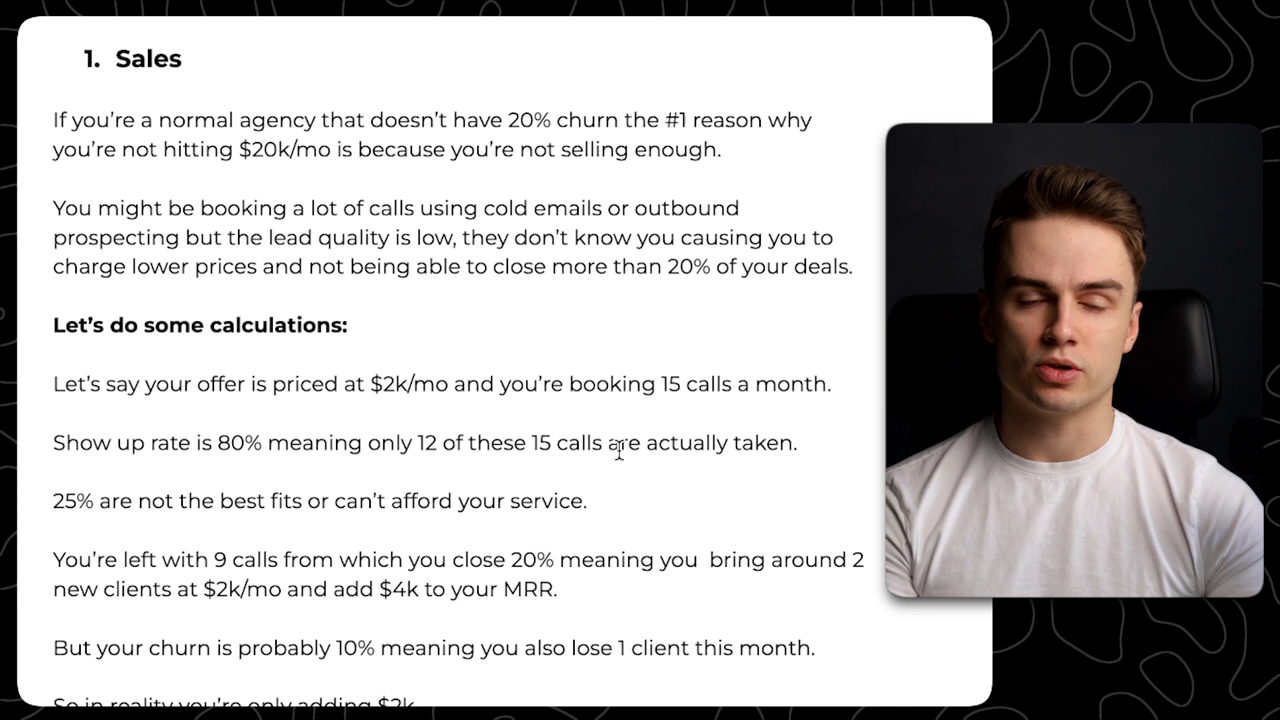 1. Sales
If you’re a normal agency that doesn’t have 20% churn the #1 reason why
you’re not hitting $20k/mo is because you’re not selling enough.
You might be booking a lot of calls using cold emails or outbound
prospecting but the lead quality is low, they don’t know you causing you to
charge lower prices and not being able to close more than 20% of your deals.
Let’s do some calculations:
Let’s say your offer is priced at $2k/mo and you’re booking 15 calls a month.
Show up rate is 80% meaning only 12 of these 15 calls are actually taken.
25% are not the best fits or can’t afford your service.
You’re left with 9 calls from which you close 20% meaning you  bring around 2
new clients at $2k/mo and add $4k to your MRR.
But your churn is probably 10% meaning you also lose 1 client this month.
So in reality you’re only adding $2k